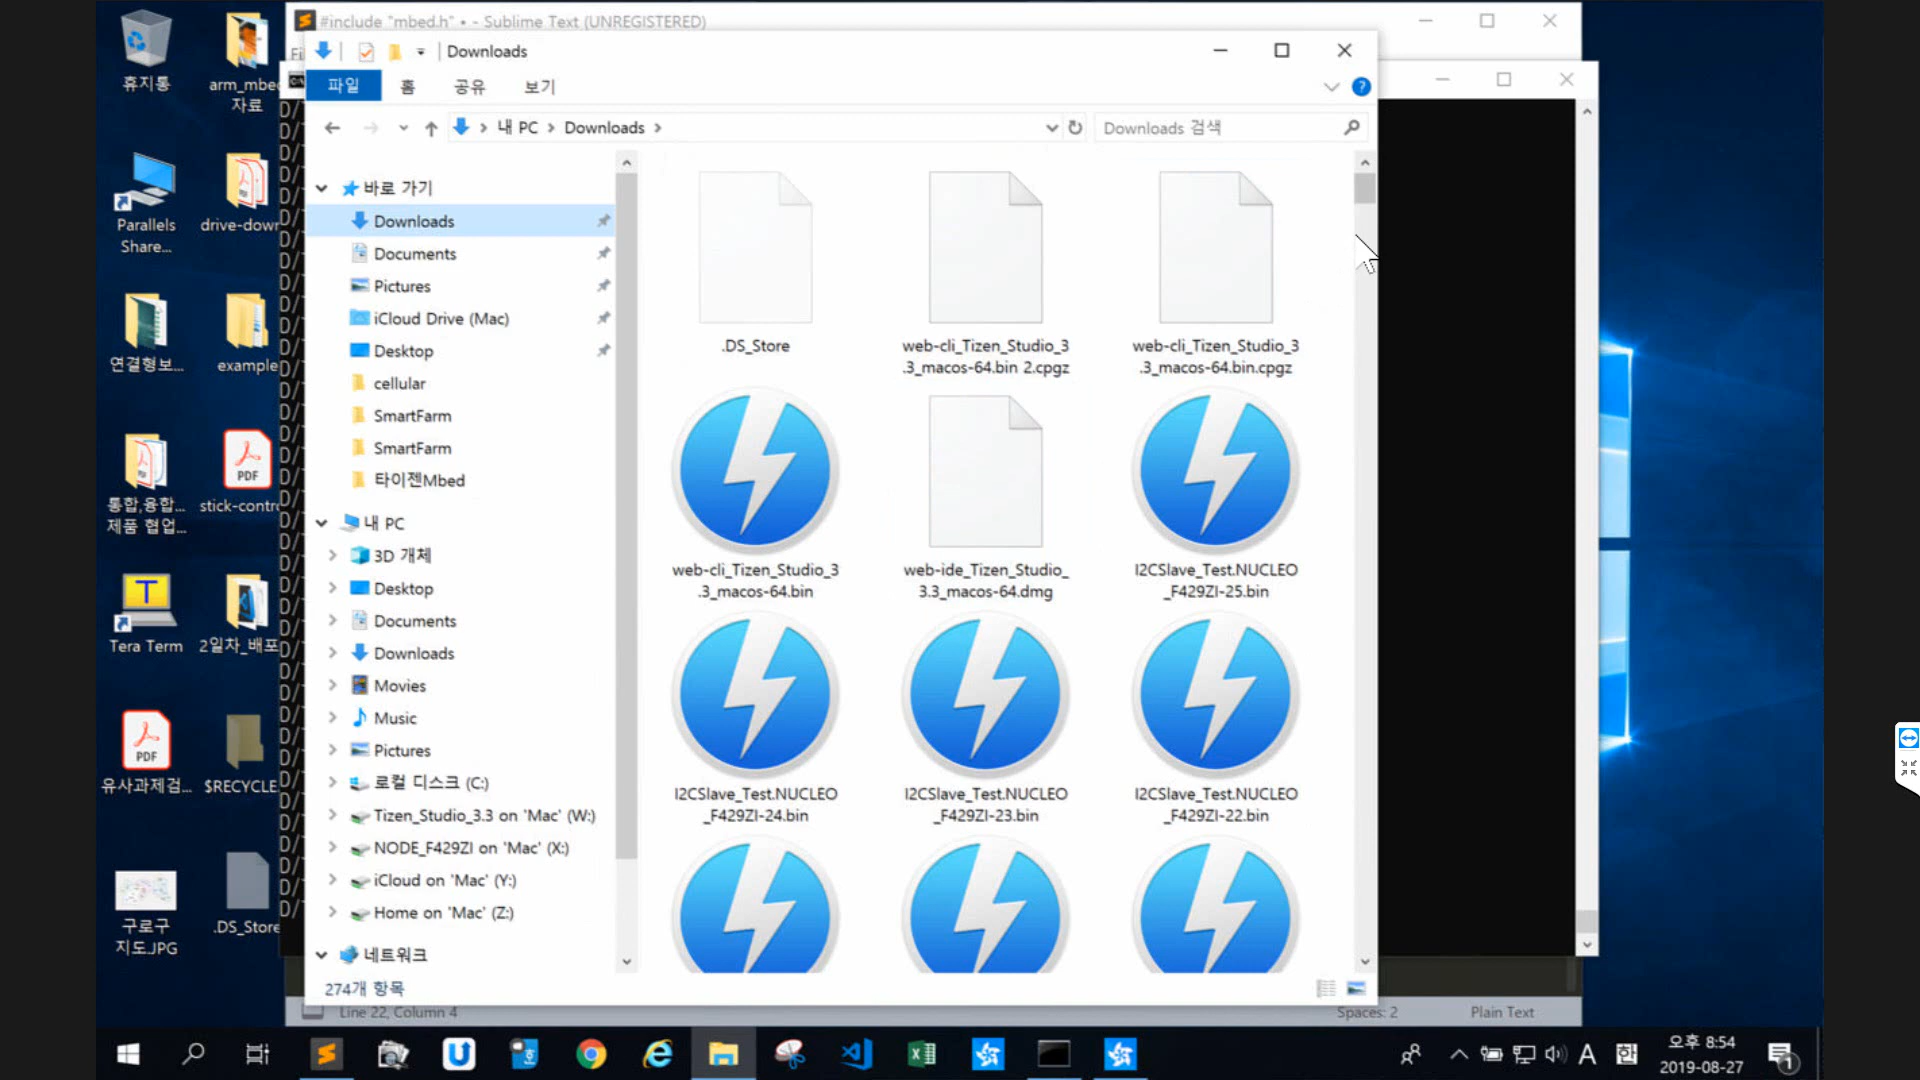 #include "mbed.h" • - Sublime Text (UNREGISTERED)
Downloads
파일
홈
공유
보기
내 PC
Downloads
Downloads 검색
바로 가기
Downloads
Documents
Pictures
iCloud Drive (Mac)
Desktop
cellular
SmartFarm
SmartFarm
타이젠Mbed
내 PC
3D 개체
Desktop
Documents
Downloads
Movies
Music
Pictures
로컬 디스크 (C:)
Tizen_Studio_3.3 on 'Mac' (W:)
NODE_F429ZI on 'Mac' (X:)
iCloud on 'Mac' (Y:)
Home on 'Mac' (Z:)
네트워크
274개 항목
.DS_Store
web-cli_Tizen_Studio_3
.3_macos-64.bin 2.cpgz
web-cli_Tizen_Studio_3
.3_macos-64.bin.cpgz
web-cli_Tizen_Studio_3
.3_macos-64.bin
web-ide_Tizen_Studio_
3.3_macos-64.dmg
I2CSlave_Test.NUCLEO
_F429ZI-25.bin
I2CSlave_Test.NUCLEO
_F429ZI-24.bin
I2CSlave_Test.NUCLEO
_F429ZI-23.bin
I2CSlave_Test.NUCLEO
_F429ZI-22.bin
휴지통
arm_mbe
자료
Parallels
Share...
drive-down
연결형보...
example
통합,융합...
제품 협업...
PDF
stick-contr
T
Tera Term
2일차_배포
PDF
유사과제검...
$RECYCLE
구로구
지도.JPG
.DS_Store
Line 22, Column 4
Spaces: 2
Plain Text
A
한
오후 8:54
2019-08-27
1